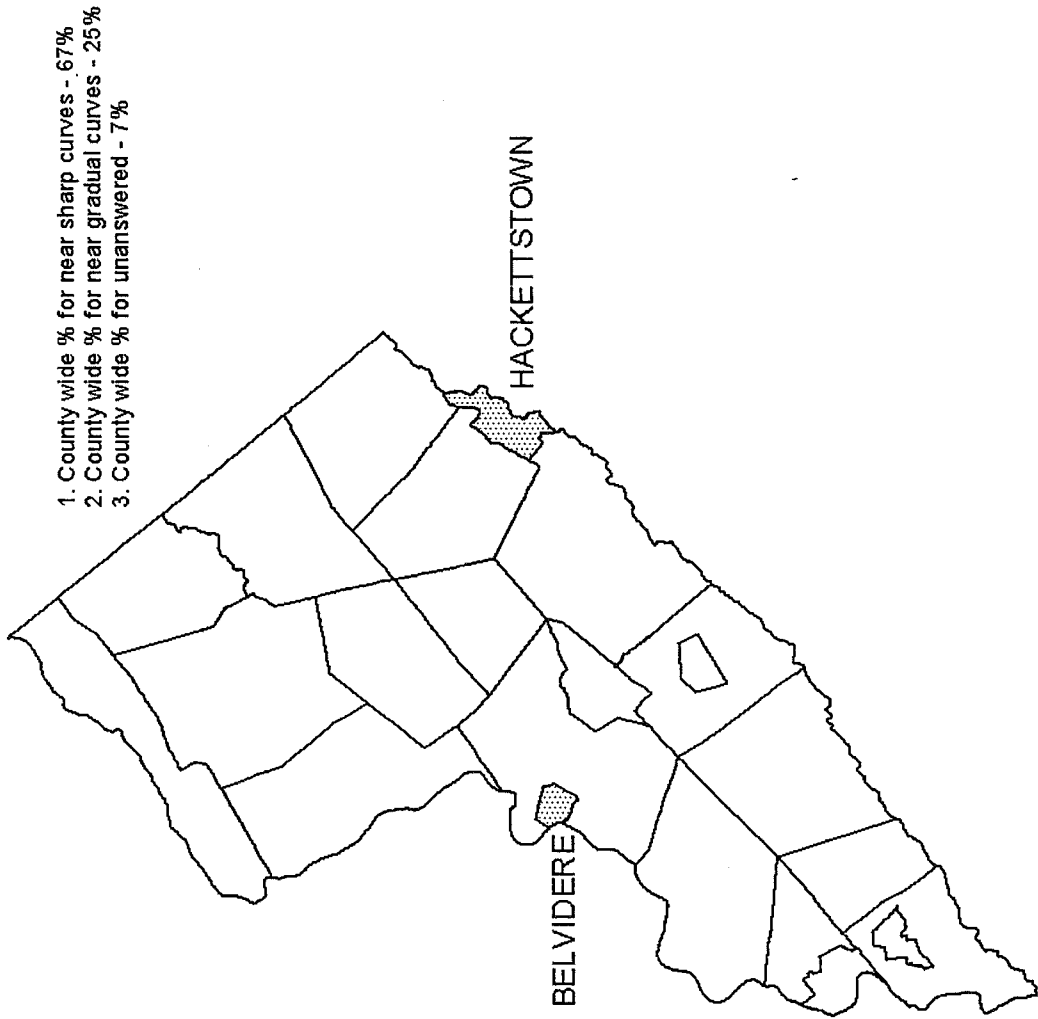 1. County wide % for near sharp curves - 67%
2. County wide % for near gradual curves - 25%
3. County wide % for unanswered - 7%
HACKETTSTOWN
BELVIDERE